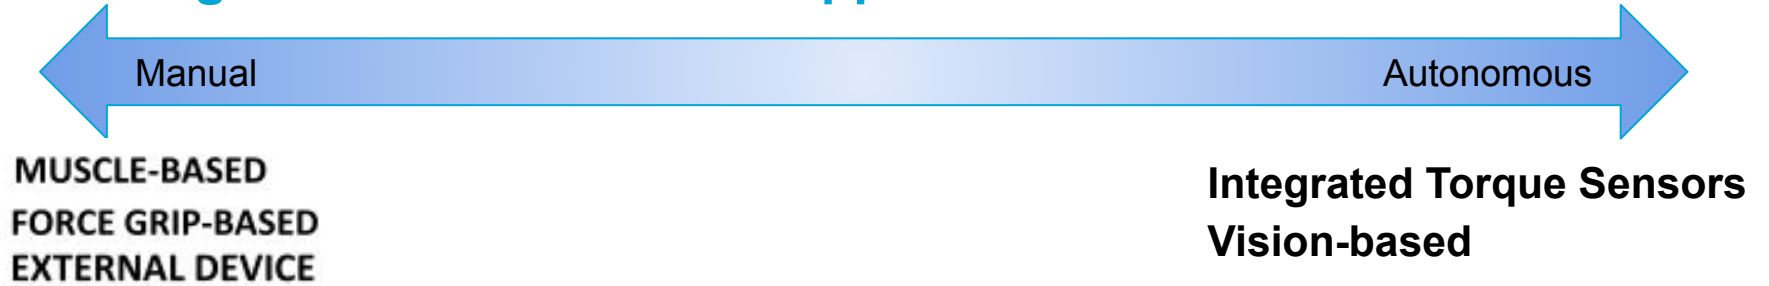 Manual
Autonomous
MUSCLE-BASED
FORCE GRIP-BASED
EXTERNAL DEVICE
Integrated Torque Sensors
Vision-based